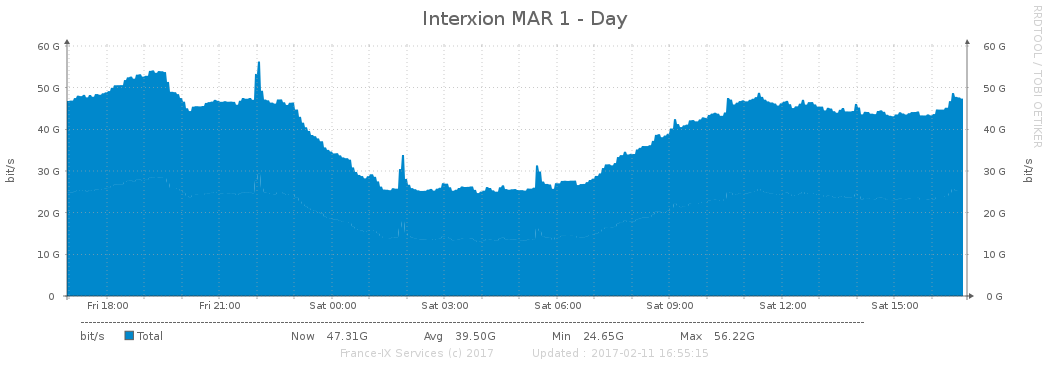 Interxion MAR 1 - Day
RRDTOOL / TOBI OETIKER
60 G 60 G
50 G 50 G
40 G 40 G
30 G 30 G
20 G 20 G
10 G 10 G
0 0 G
bit/s bit/s
Fri 18:00 Fri 21:00 Sat 00:00 Sat 03:00 Sat 06:00 Sat 09:00 Sat 12:00 Sat 15:00
bit/s Total Now 47.31G Avg 39.50G Min 24.65G Max 56.22G
France-IX Services (c) 2017 Updated : 2017-02-11 16:55:15